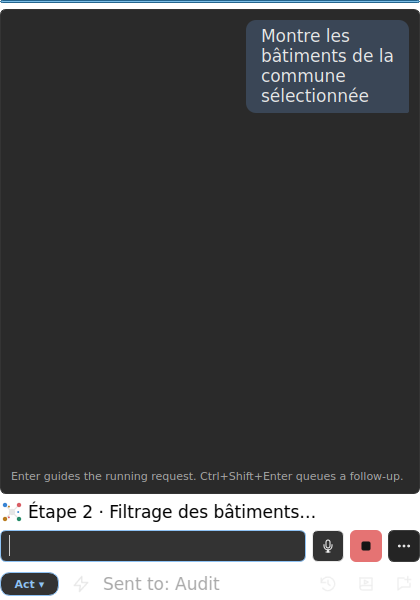 Montre les
bâtiments de la
commune
sélectionnée
Enter guides the running request. Ctrl+Shift+Enter queues a follow-up.
Étape 2 · Filtrage des bâtiments…
Act ▾
Sent to: Audit